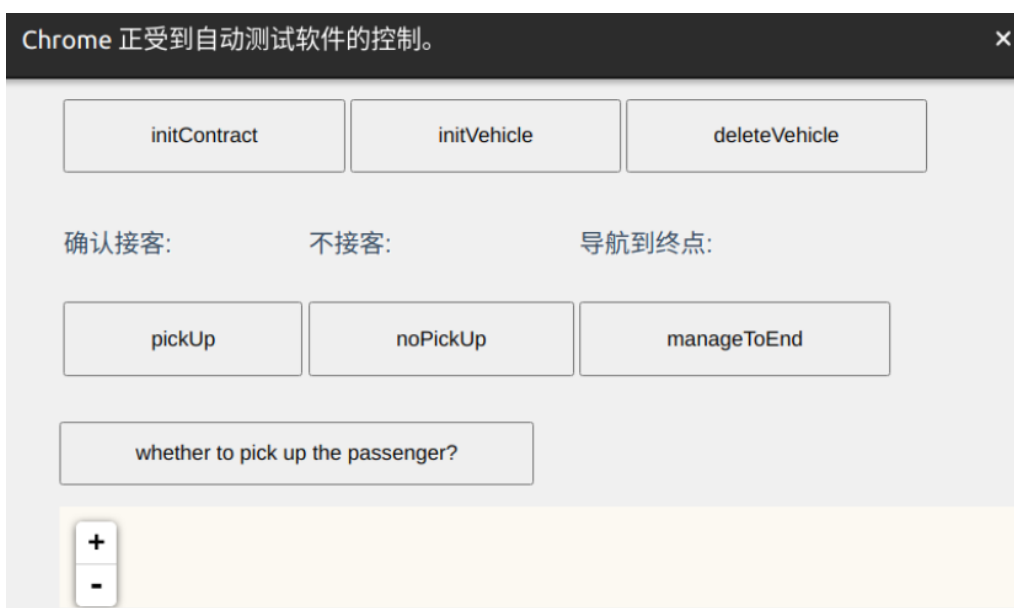 Chrome 正受到自动测试软件的控制。 ×
initContract initVehicle deleteVehicle
确认接客: 不接客: 导航到终点:
pickUp noPickUp manageToEnd
whether to pick up the passenger?
+
-